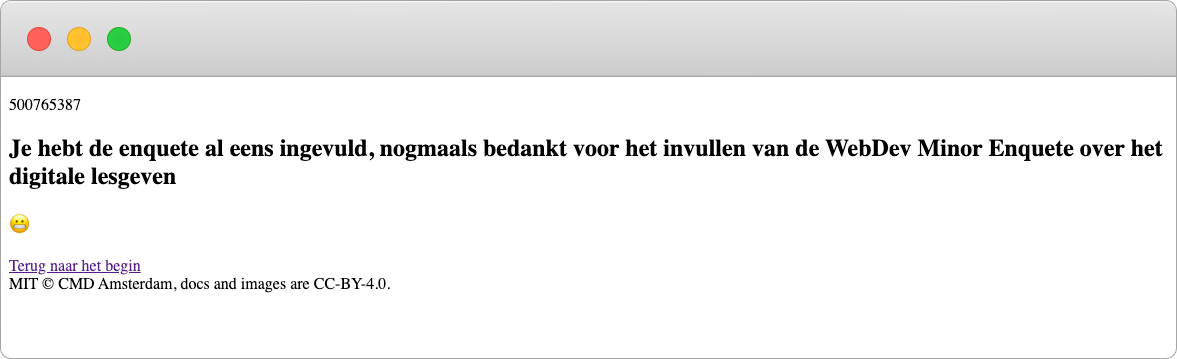 500765387
Je hebt de enquete al eens ingevuld, nogmaals bedankt voor het invullen van de WebDev Minor Enquete over het
digitale lesgeven
😬
Terug naar het begin
MIT © CMD Amsterdam, docs and images are CC-BY-4.0.